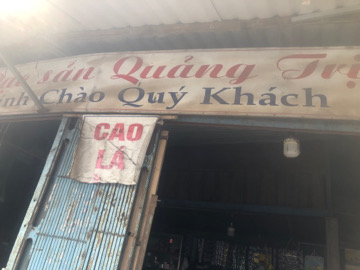 sản Quảng Trị
Chào Quý Khách
CAO
LÁ